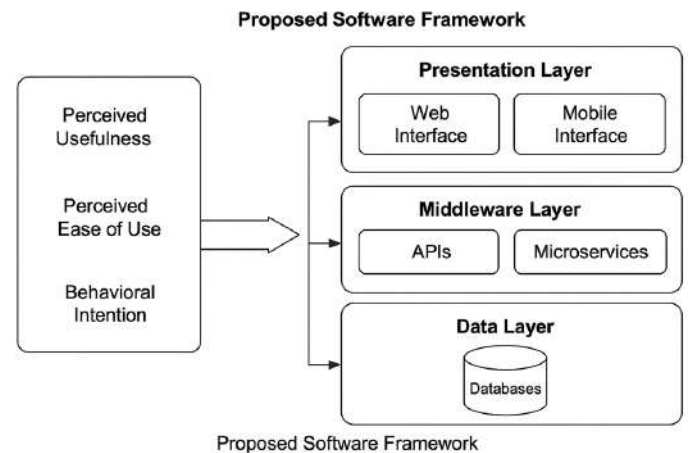 Proposed Software Framework
Perceived
Usefulness
Perceived
Ease of Use
Behavioral
Intention
Presentation Layer
Web
Interface
Mobile
Interface
Middleware Layer
APIs
Microservices
Data Layer
Databases
Proposed Software Framework